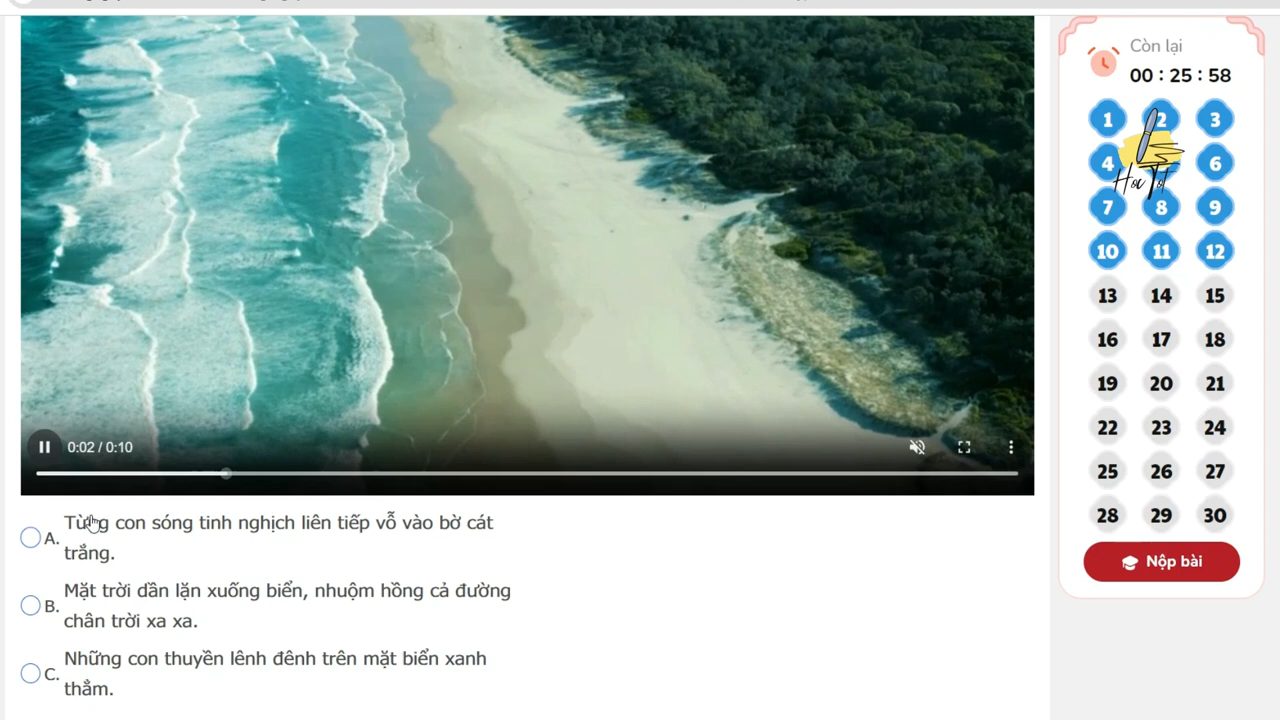 Còn lại
00 : 25 : 58
1 2 3
4 6
7 8 9
10 11 12
13 14 15
16 17 18
19 20 21
22 23 24
25 26 27
28 29 30
Nộp bài
Học Tốt
0:02 / 0:10
A. Từng con sóng tinh nghịch liên tiếp vỗ vào bờ cát
trắng.
B. Mặt trời dần lặn xuống biển, nhuộm hồng cả đường
chân trời xa xa.
C. Những con thuyền lênh đênh trên mặt biển xanh
thẳm.